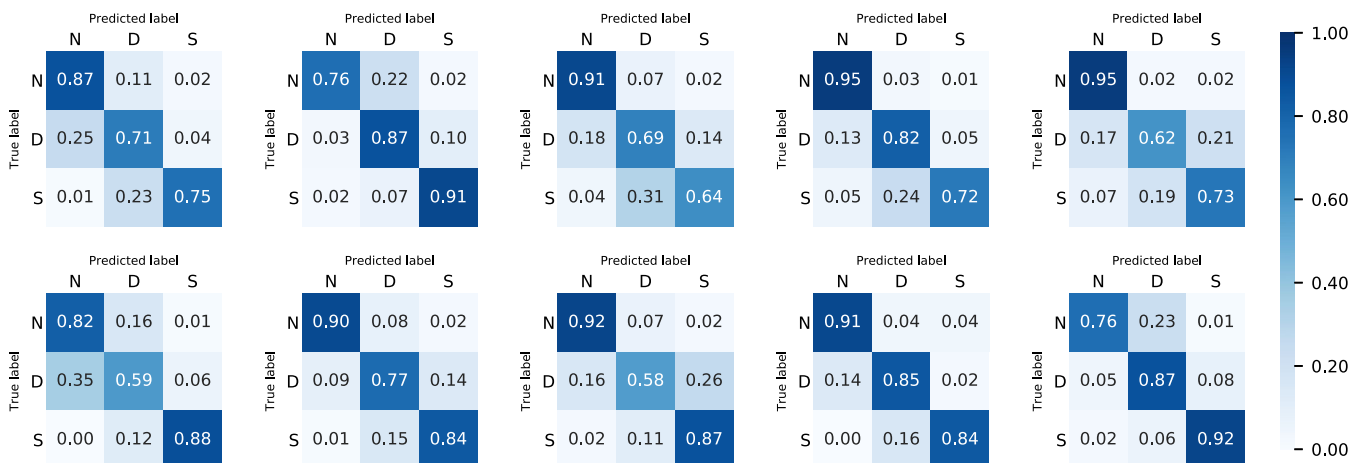 Predicted label Predicted label Predicted label Predicted label Predicted label
N D S N D S N D S N D S N D S 1.00
N 0.87 0.11 0.02 N 0.76 0.22 0.02 N 0.91 0.07 0.02 N 0.95 0.03 0.01 N 0.95 0.02 0.02
0.80
True label D 0.25 0.71 0.04 True label D 0.03 0.87 0.10 True label D 0.18 0.69 0.14 True label D 0.13 0.82 0.05 True label D 0.17 0.62 0.21
S 0.01 0.23 0.75 S 0.02 0.07 0.91 S 0.04 0.31 0.64 S 0.05 0.24 0.72 S 0.07 0.19 0.73
0.60
Predicted label Predicted label Predicted label Predicted label Predicted label
N D S N D S N D S N D S N D S
0.40
N 0.82 0.16 0.01 N 0.90 0.08 0.02 N 0.92 0.07 0.02 N 0.91 0.04 0.04 N 0.76 0.23 0.01
0.20
True label D 0.35 0.59 0.06 True label D 0.09 0.77 0.14 True label D 0.16 0.58 0.26 True label D 0.14 0.85 0.02 True label D 0.05 0.87 0.08
S 0.00 0.12 0.88 S 0.01 0.15 0.84 S 0.02 0.11 0.87 S 0.00 0.16 0.84 S 0.02 0.06 0.92
0.00